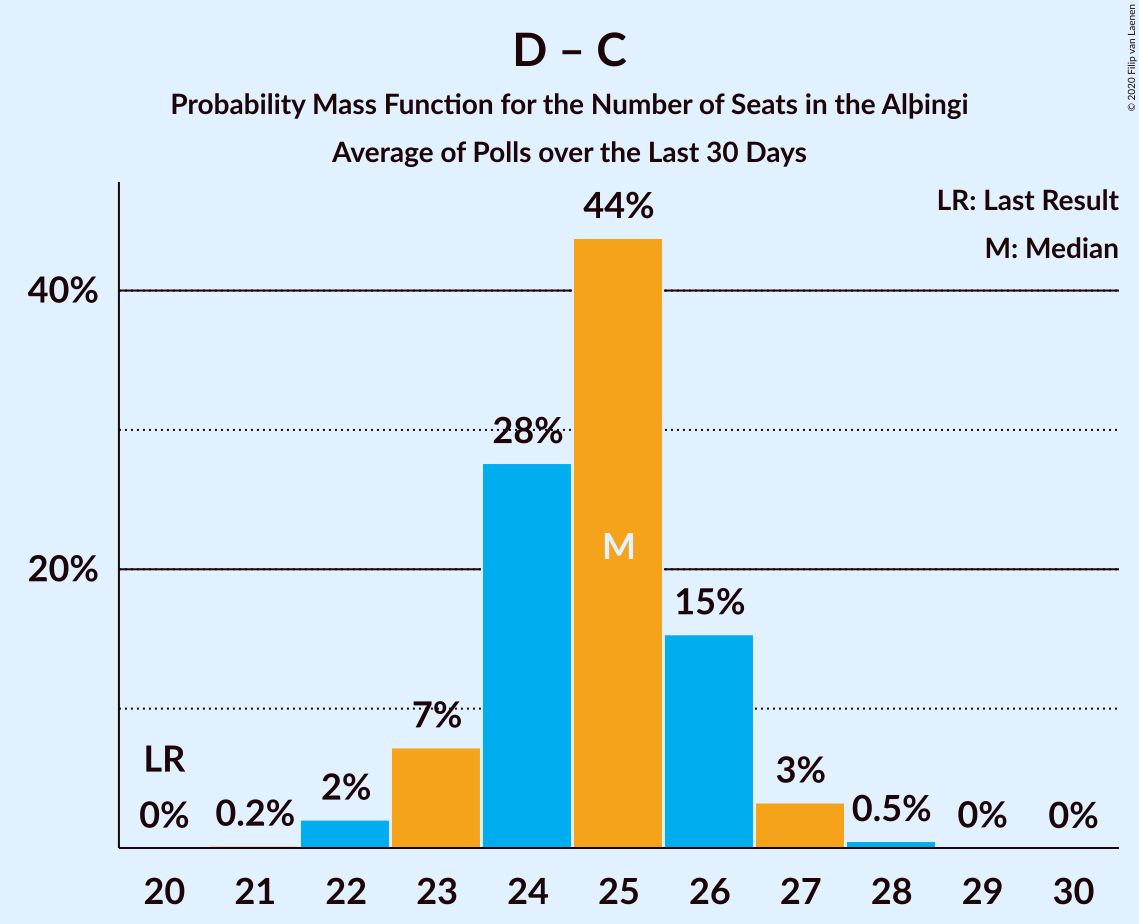 D – C
Probability Mass Function for the Number of Seats in the Alþingi
Average of Polls over the Last 30 Days
© 2020 Filip van Laenen
LR: Last Result
M: Median
44%
40%
28%
M
20%
15%
7%
LR
3%
2%
0% 0.2% 0.5% 0% 0%
20 21 22 23 24 25 26 27 28 29 30